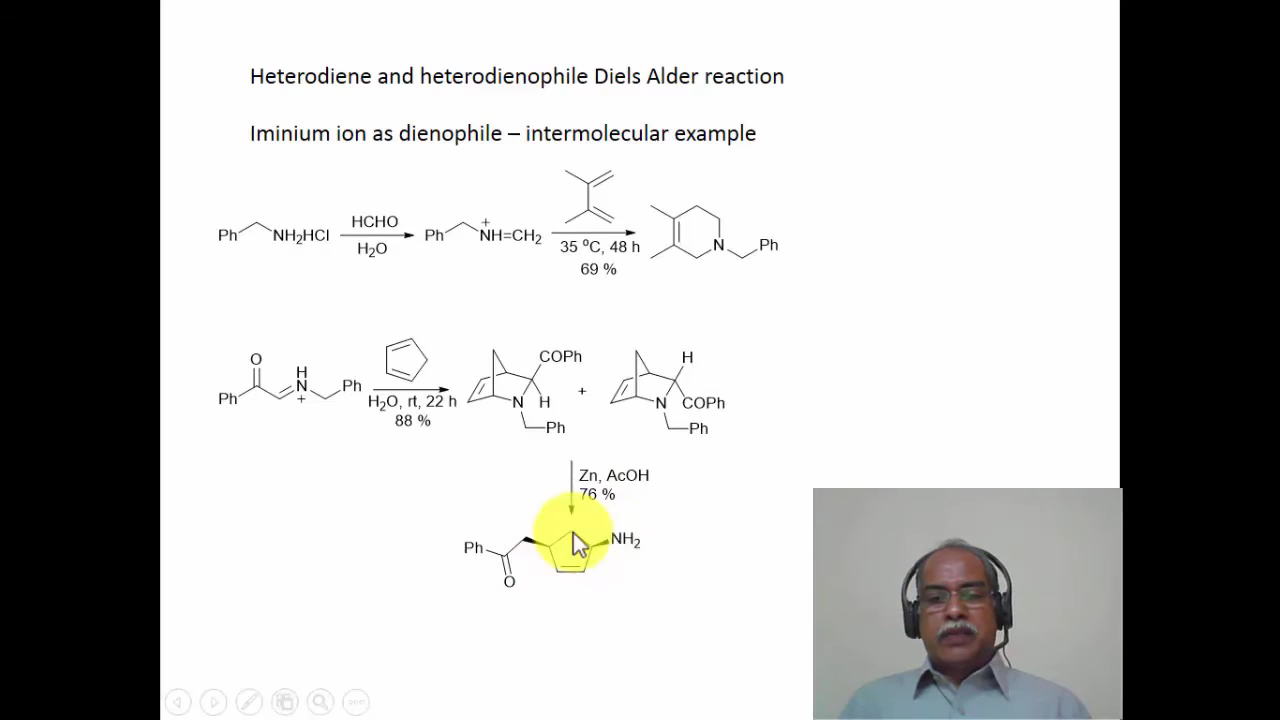 Heterodiene and heterodienophile Diels Alder reaction
Iminium ion as dienophile – intermolecular example
Ph NH2HCl
HCHO
H2O
Ph + NH=CH2
35 ºC, 48 h
69 %
N Ph
O
Ph H N + Ph
H2O, rt, 22 h
88 %
COPh
N H
Ph
+
H
N COPh
Ph
Zn, AcOH
76 %
Ph O NH2